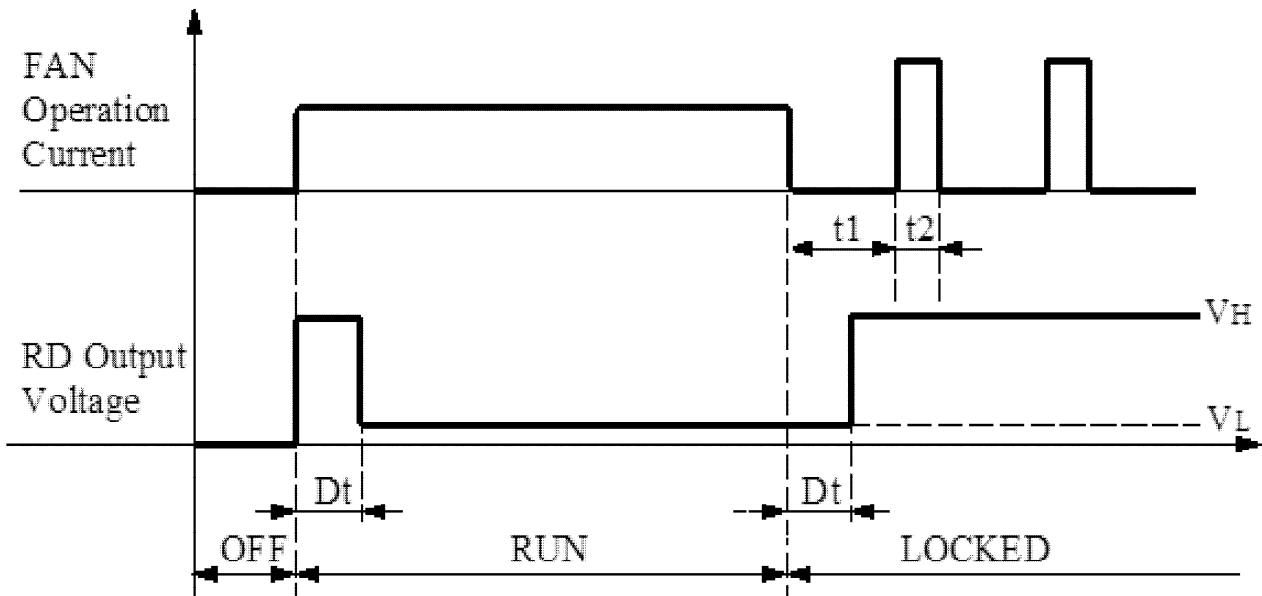 FAN
Operation
Current
t1
t2
RD Output
Voltage
VH
VL
Dt
Dt
OFF
RUN
LOCKED